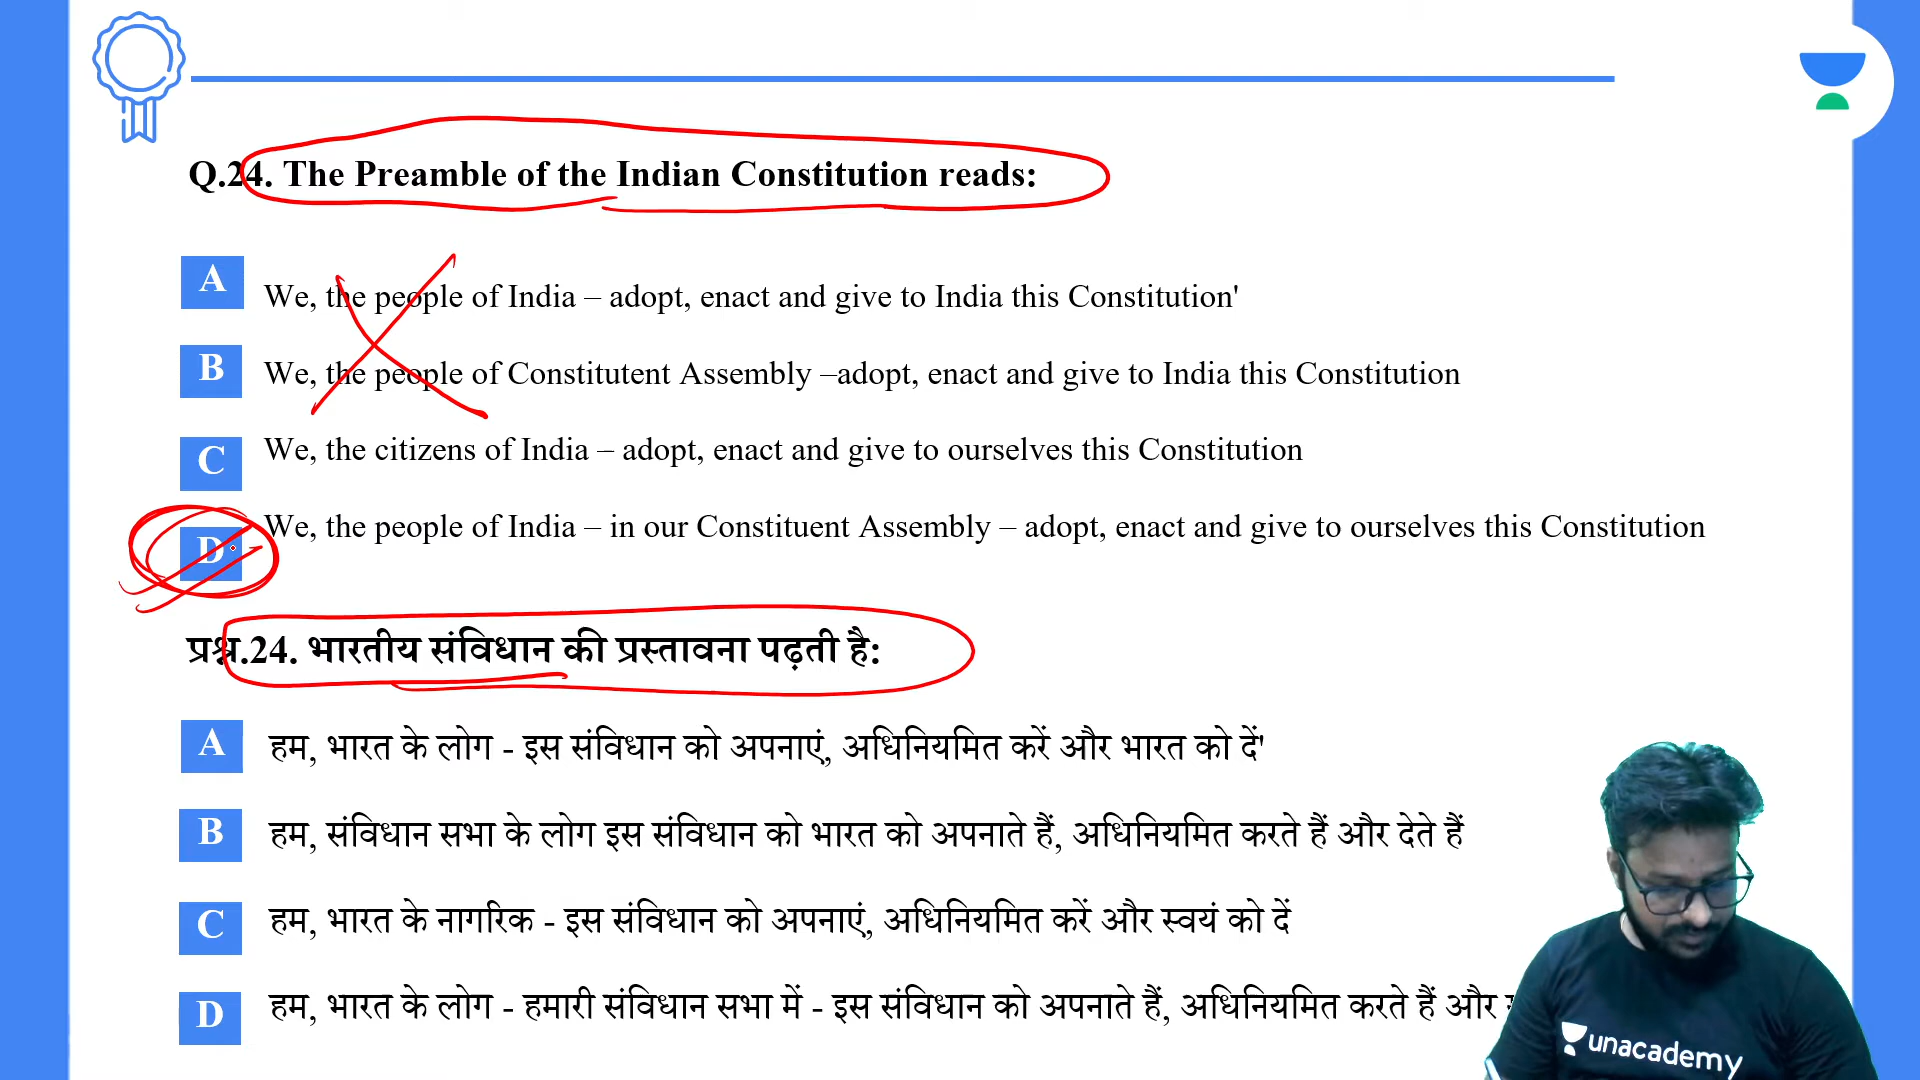 Q.24. The Preamble of the Indian Constitution reads:
A We, the people of India – adopt, enact and give to India this Constitution'
B We, the people of Constitutent Assembly –adopt, enact and give to India this Constitution
C We, the citizens of India – adopt, enact and give to ourselves this Constitution
D We, the people of India – in our Constituent Assembly – adopt, enact and give to ourselves this Constitution
प्रश्न.24. भारतीय संविधान की प्रस्तावना पढ़ती है:
A हम, भारत के लोग - इस संविधान को अपनाएं, अधिनियमित करें और भारत को दें'
B हम, संविधान सभा के लोग इस संविधान को भारत को अपनाते हैं, अधिनियमित करते हैं और देते हैं
C हम, भारत के नागरिक - इस संविधान को अपनाएं, अधिनियमित करें और स्वयं को दें
D हम, भारत के लोग - हमारी संविधान सभा में - इस संविधान को अपनाते हैं, अधिनियमित करते हैं और
unacademy